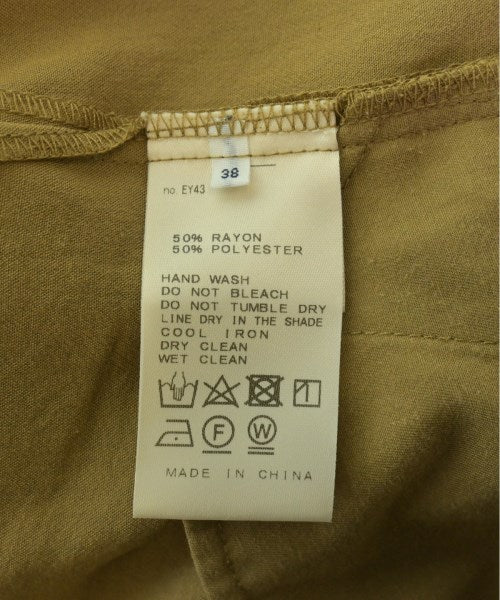 38
no. EY43
50% RAYON
50% POLYESTER
HAND WASH
DO NOT BLEACH
DO NOT TUMBLE DRY
LINE DRY IN THE SHADE
COOL IRON
DRY CLEAN
WET CLEAN
F W
MADE IN CHINA